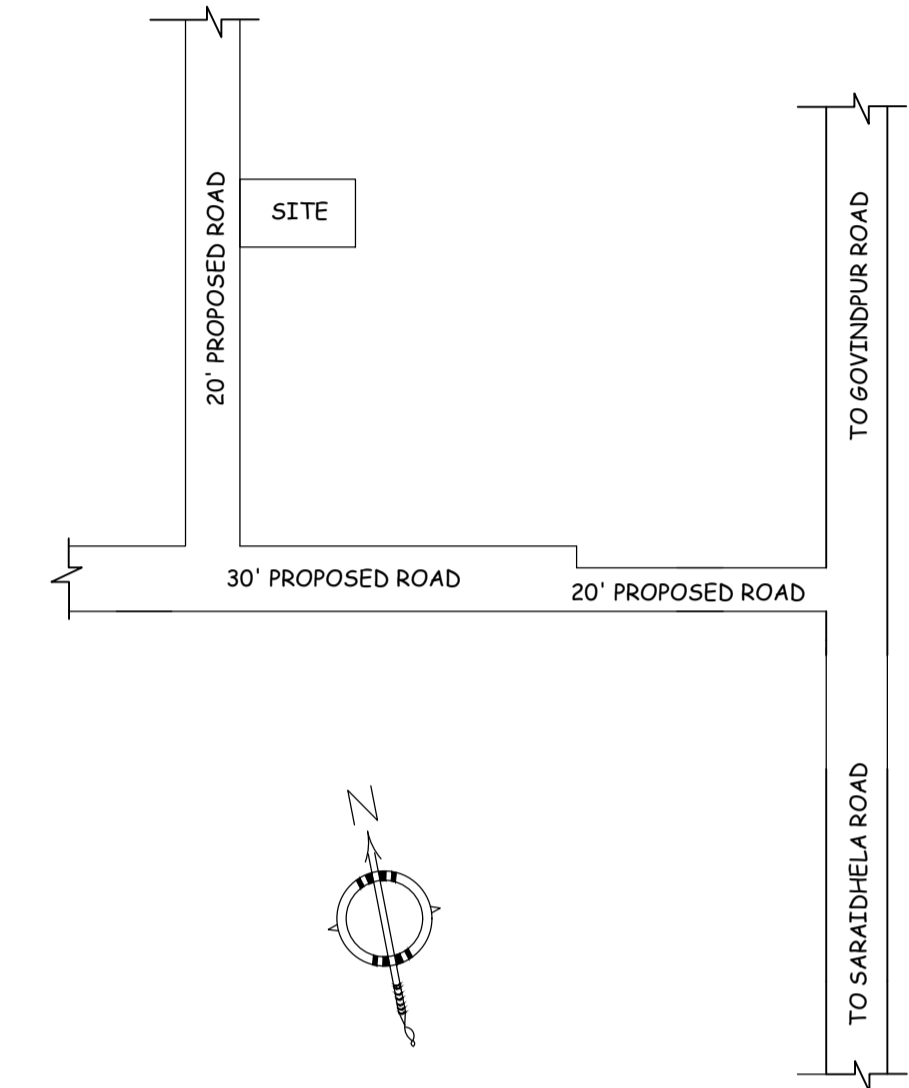 SITE
20' PROPOSED ROAD
TO GOVINDPUR ROAD
30' PROPOSED ROAD
20' PROPOSED ROAD
N
TO SARAIDHELA ROAD